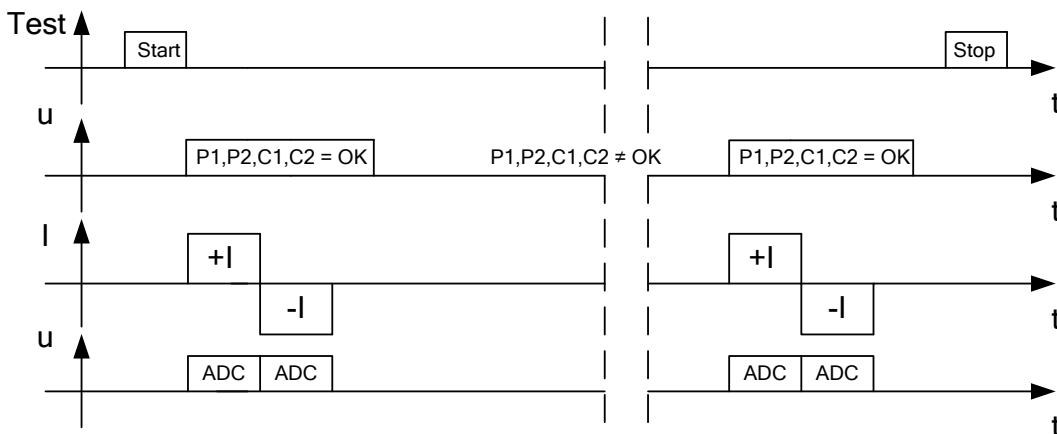 Test
Start
Stop
t
u
P1,P2,C1,C2 = OK
P1,P2,C1,C2 ≠ OK
P1,P2,C1,C2 = OK
t
I
+I
-I
+I
-I
t
u
ADC
ADC
ADC
ADC
t